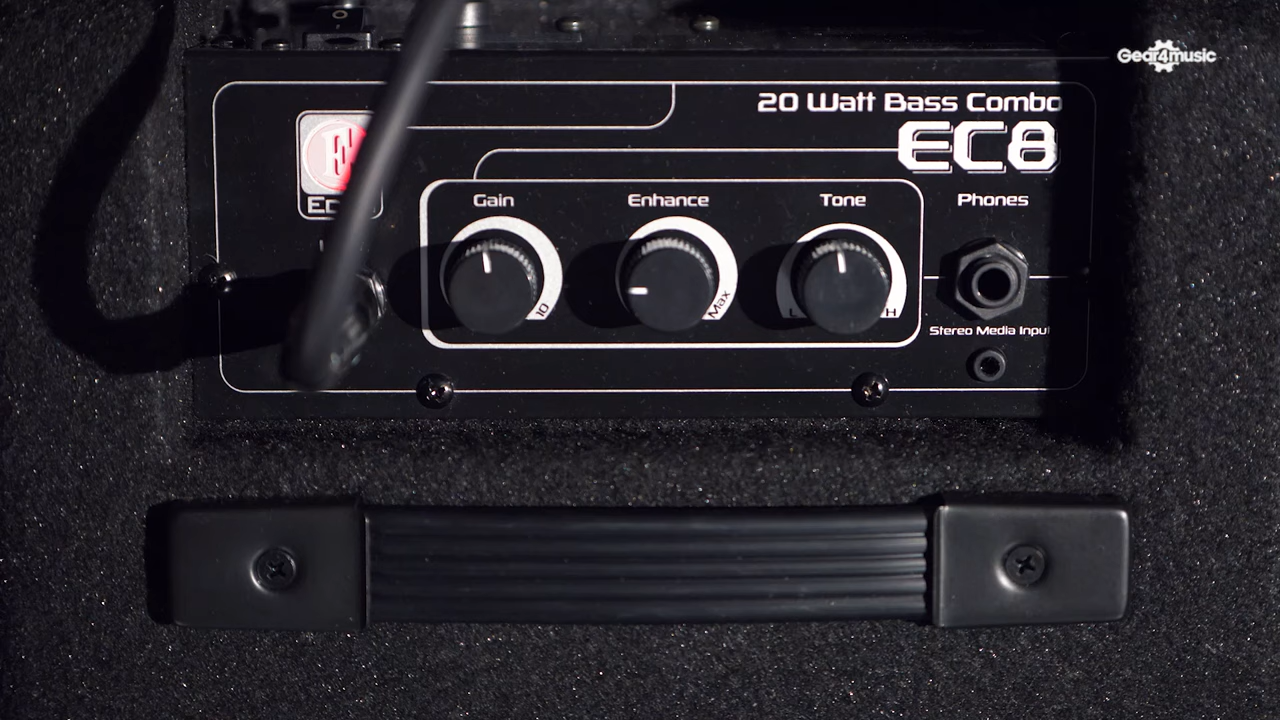 Gear4music
20 Watt Bass Combo
EC8
E
Gain
Enhance
Tone
Phones
10
Max
L
H
Stereo Media Input